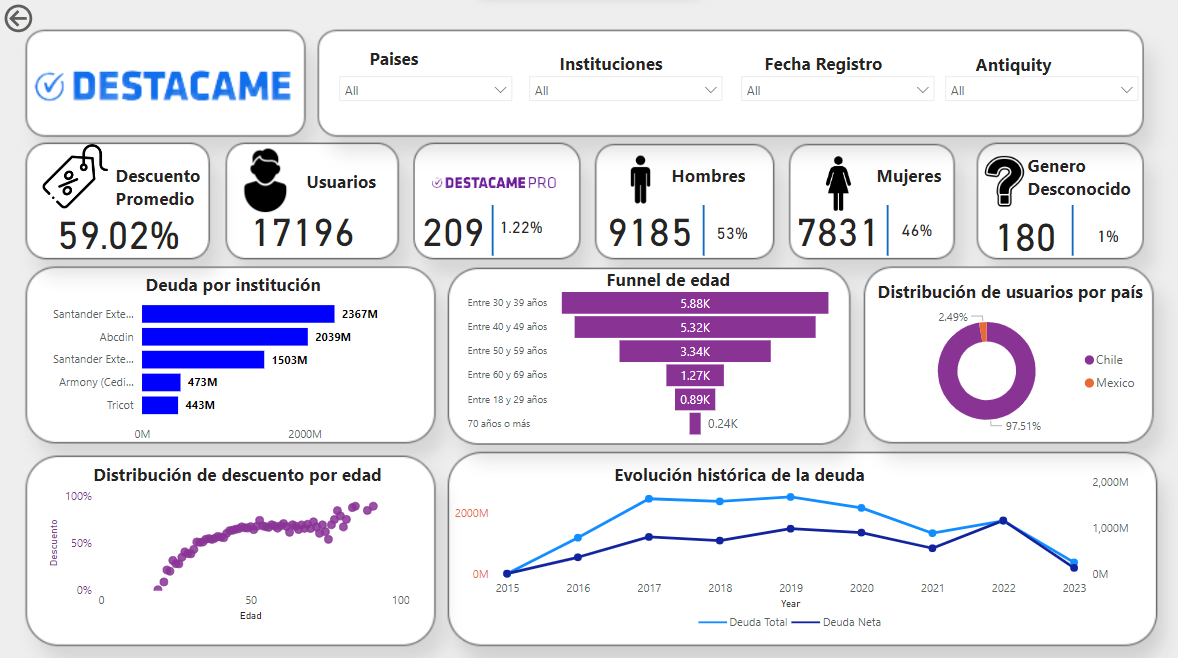 DESTACAME
Paises
Instituciones
Fecha Registro
Antiquity
All
All
All
All
Descuento
Promedio
59.02%
Usuarios
17196
DESTACAME PRO
209
1.22%
Hombres
9185
53%
Mujeres
7831
46%
Genero
Desconocido
180
1%
Deuda por institución
Santander Exte...
2367M
Abcdin
2039M
Santander Exte...
1503M
Armony (Cedi...
473M
Tricot
443M
0M
2000M
Funnel de edad
Entre 30 y 39 años
5.88K
Entre 40 y 49 años
5.32K
Entre 50 y 59 años
3.34K
Entre 60 y 69 años
1.27K
Entre 18 y 29 años
0.89K
70 años o más
0.24K
Distribución de usuarios por país
2.49%
97.51%
Chile
Mexico
Distribución de descuento por edad
Descuento
100%
50%
0%
0
50
100
Edad
Evolución histórica de la deuda
2000M
0M
2,000M
1,000M
0M
2015
2016
2017
2018
2019
2020
2021
2022
2023
Year
Deuda Total
Deuda Neta